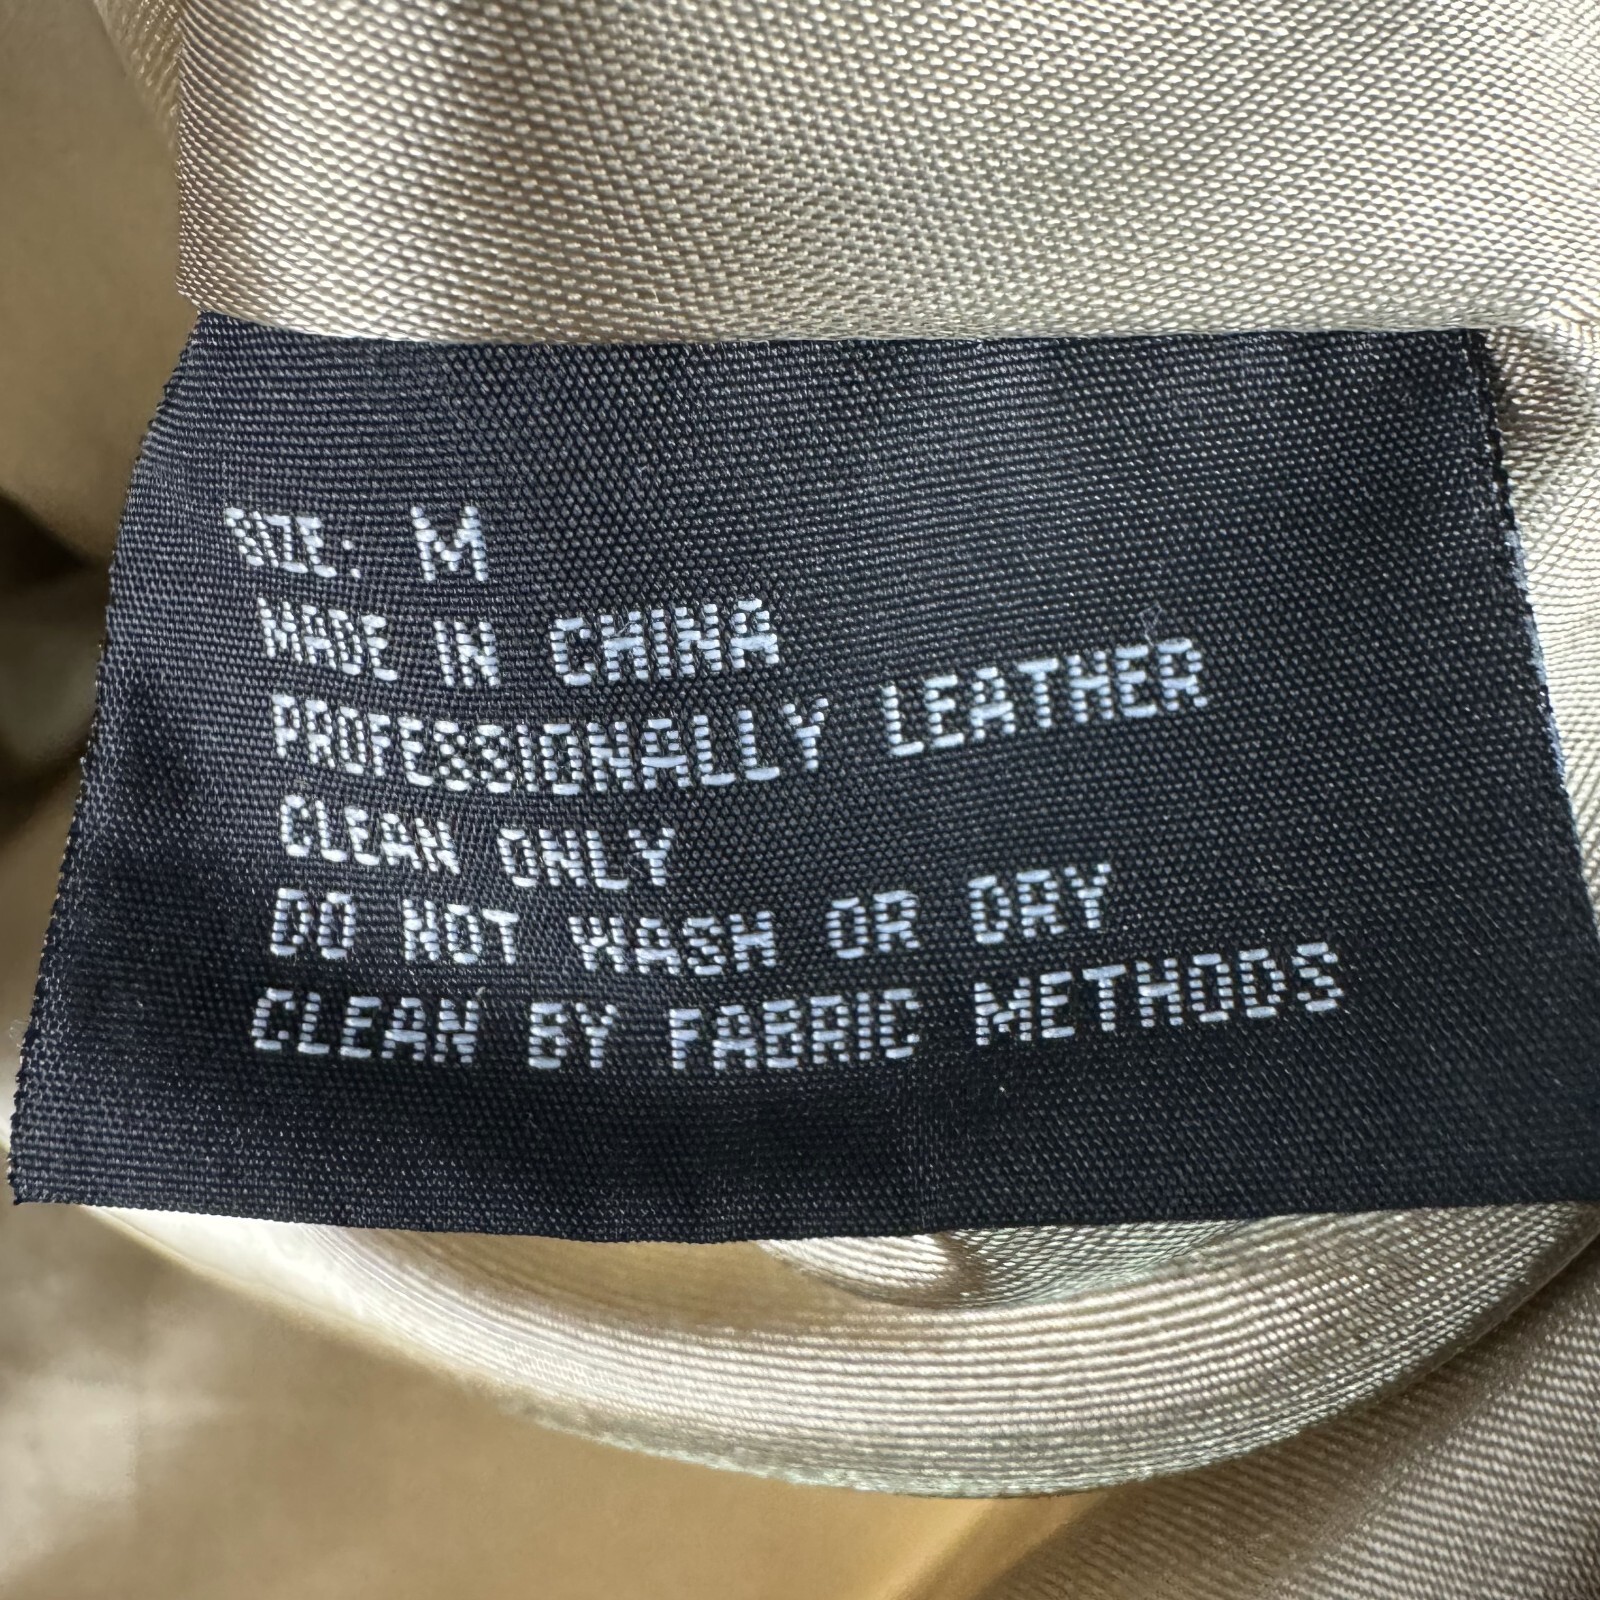 SIZE: M
MADE IN CHINA
PROFESSIONALLY LEATHER
CLEAN ONLY
DO NOT WASH OR DRY
CLEAN BY FABRIC METHODS